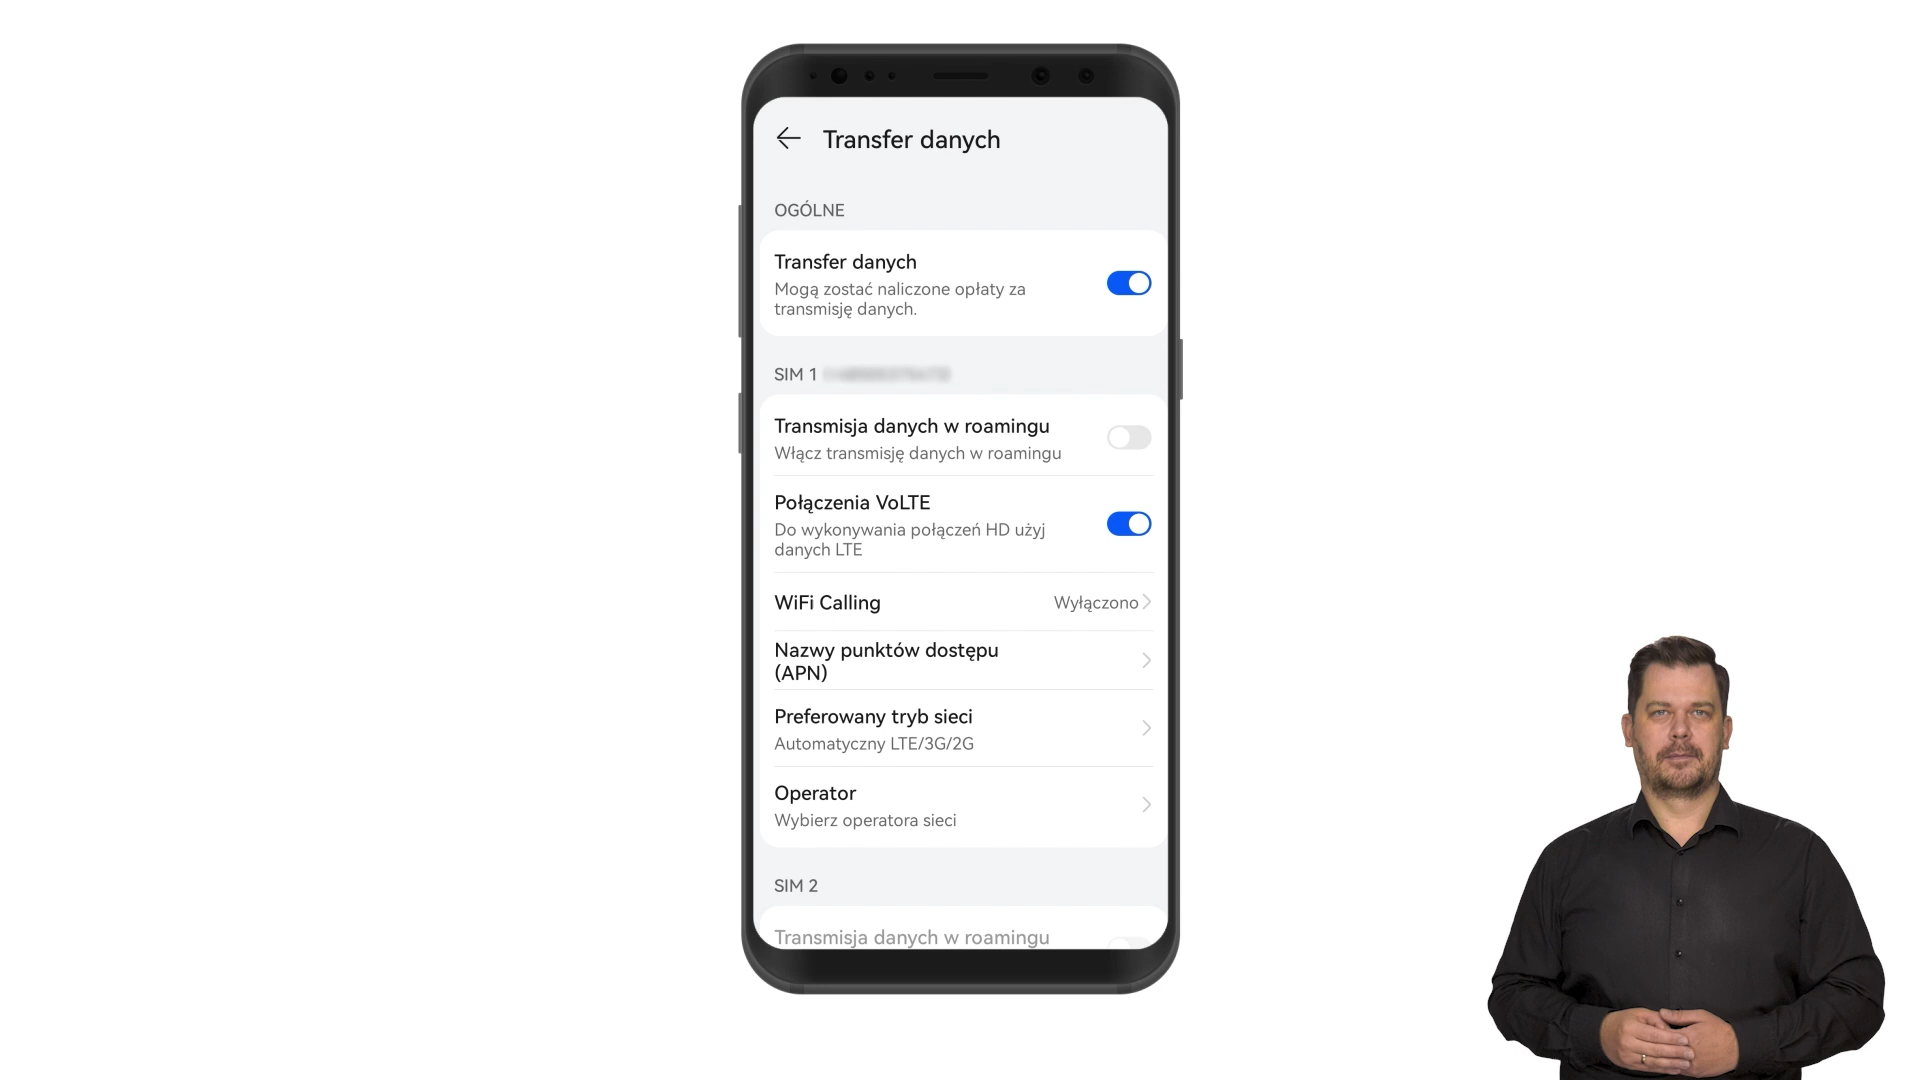 Transfer danych
OGÓLNE
Transfer danych
Mogą zostać naliczone opłaty za
transmisję danych.
SIM 1
Transmisja danych w roamingu
Włącz transmisję danych w roamingu
Połączenia VoLTE
Do wykonywania połączeń HD użyj
danych LTE
WiFi Calling
Wyłączono
Nazwy punktów dostępu
(APN)
Preferowany tryb sieci
Automatyczny LTE/3G/2G
Operator
Wybierz operatora sieci
SIM 2
Transmisja danych w roamingu